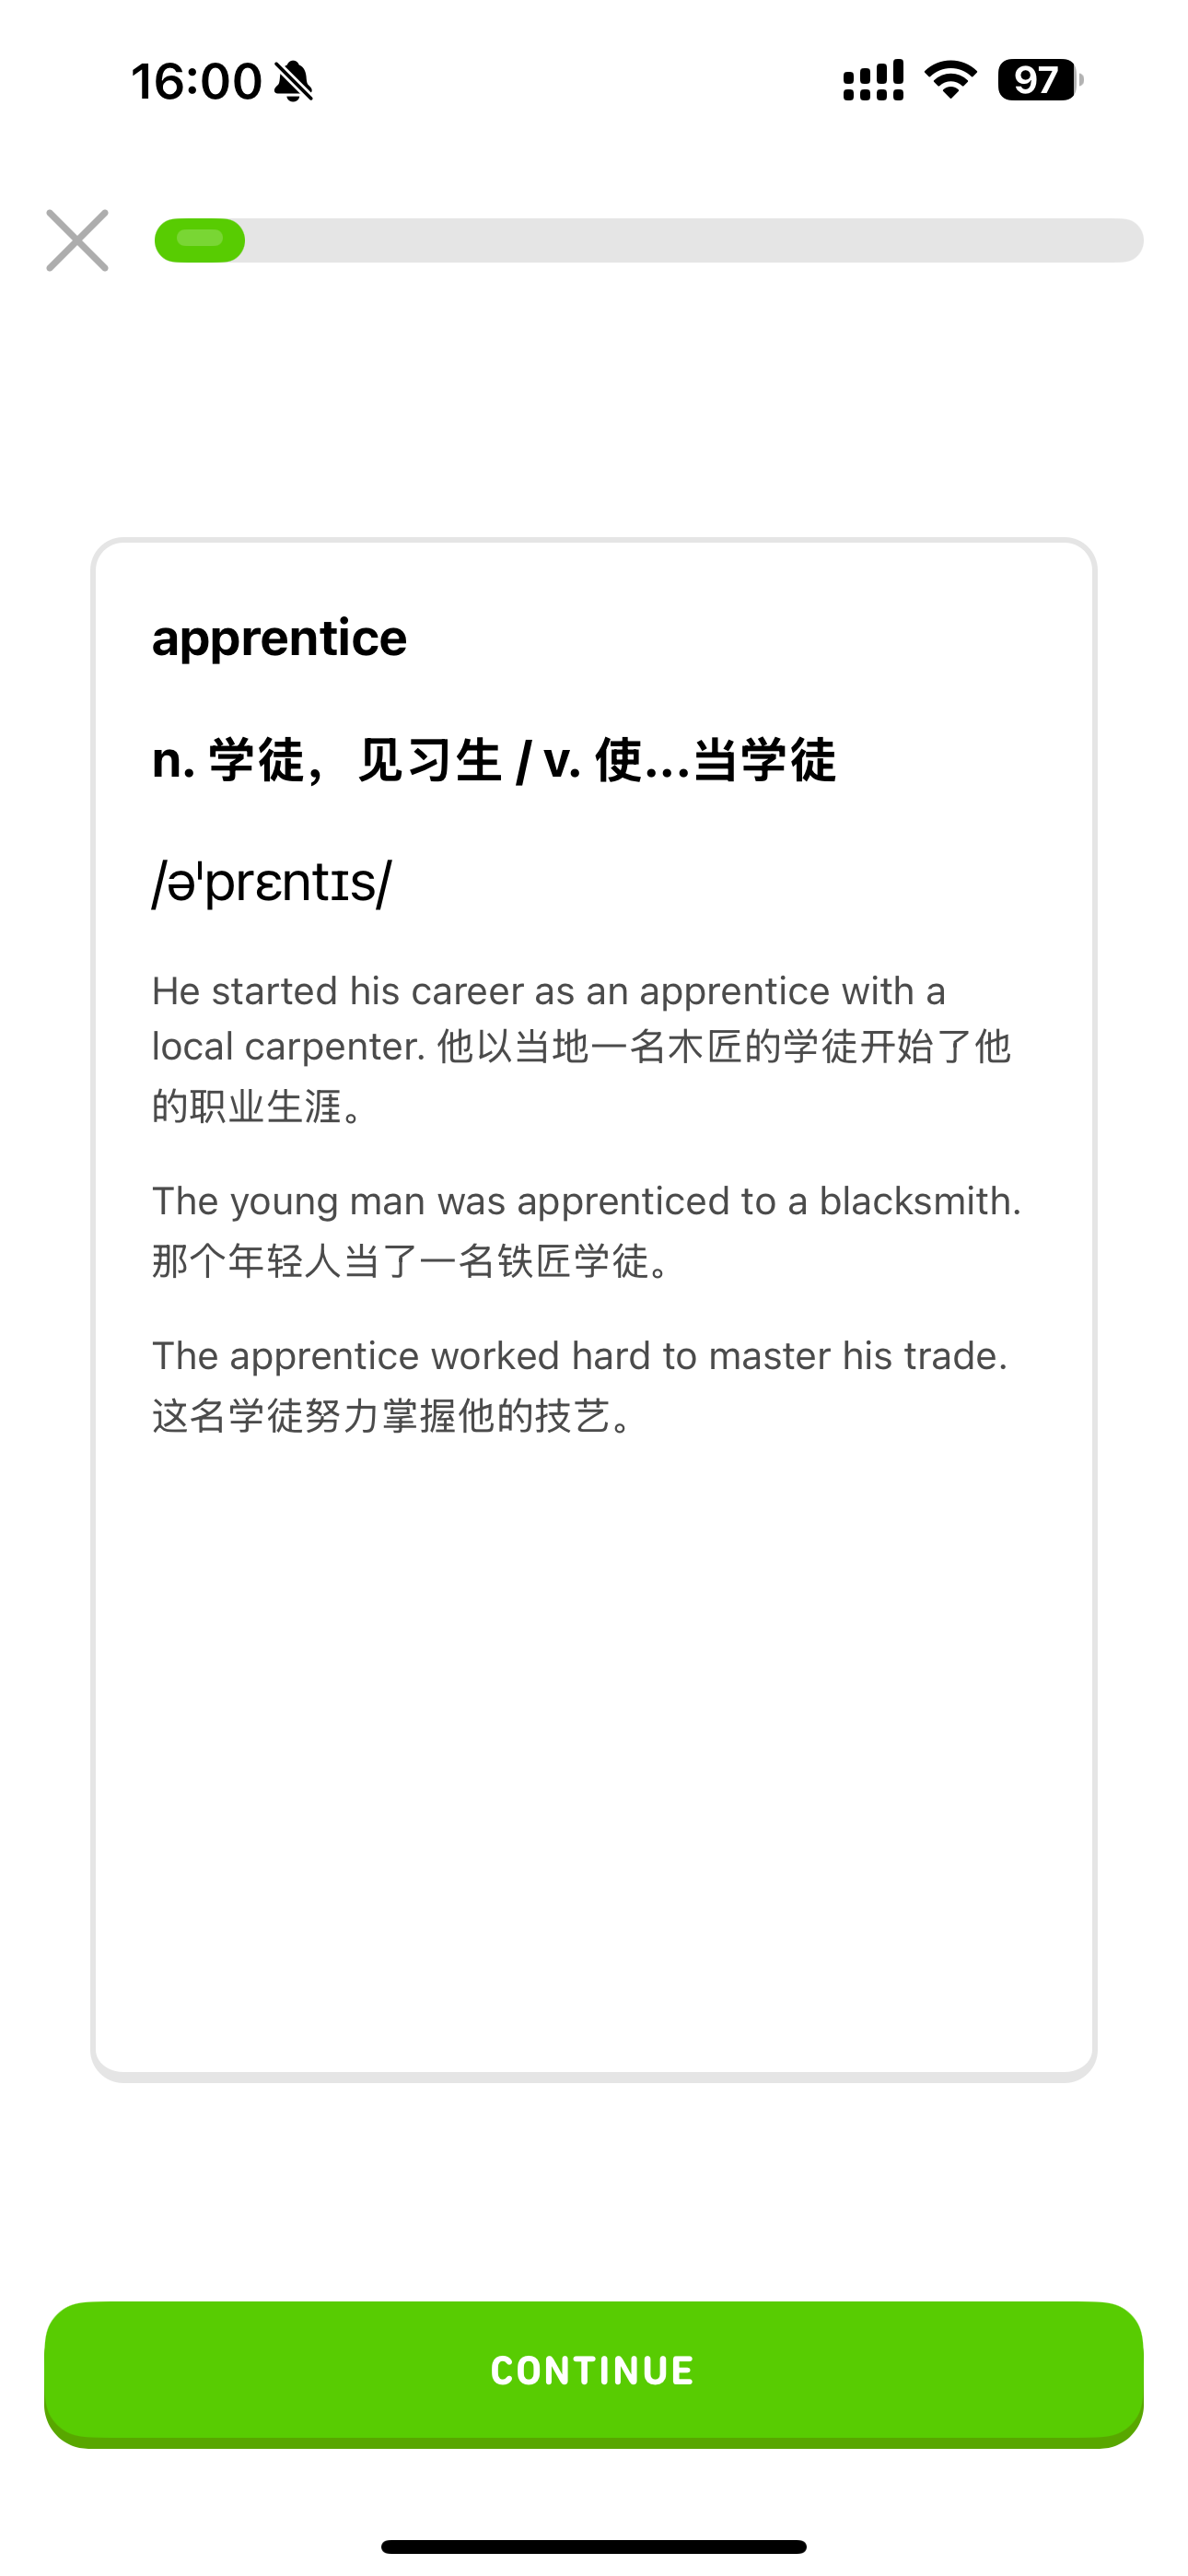 16:00
97
apprentice
n. 学徒，见习生 / v. 使...当学徒
/əˈprɛntɪs/
He started his career as an apprentice with a
local carpenter. 他以当地一名木匠的学徒开始了他
的职业生涯。
The young man was apprenticed to a blacksmith.
那个年轻人当了一名铁匠学徒。
The apprentice worked hard to master his trade.
这名学徒努力掌握他的技艺。
CONTINUE